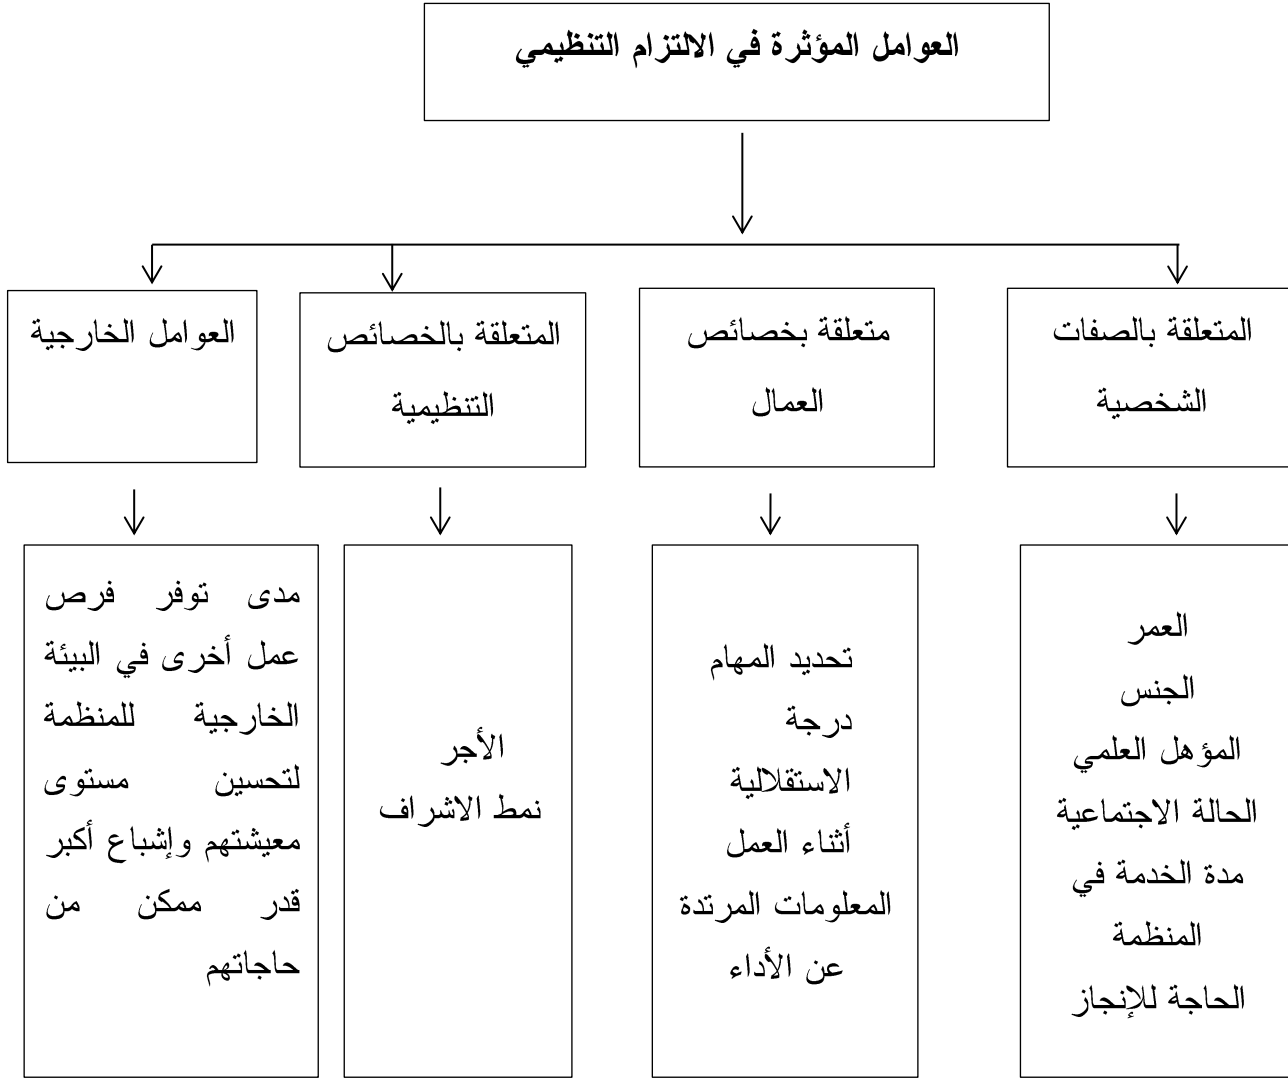 العوامل المؤثرة في الالتزام التنظيمي
المتعلقة بالصفات
الشخصية
متعلقة بخصائص
العمال
المتعلقة بالخصائص
التنظيمية
العوامل الخارجية
العمر
الجنس
المؤهل العلمي
الحالة الاجتماعية
مدة الخدمة في
المنظمة
الحاجة للإنجاز
تحديد المهام
درجة
الاستقلالية
أثناء العمل
المعلومات المرتدة
عن الأداء
الأجر
نمط الاشراف
مدى توفر فرص
عمل أخرى في البيئة
الخارجية للمنظمة
لتحسين مستوى
معيشتهم وإشباع أكبر
قدر ممكن من
حاجاتهم